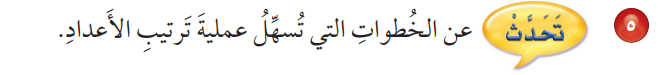 ٥ تَحَدَّثْ عن الخُطواتِ التي تُسهِّلُ عمليةَ تَرتيبِ الأَعدادِ.